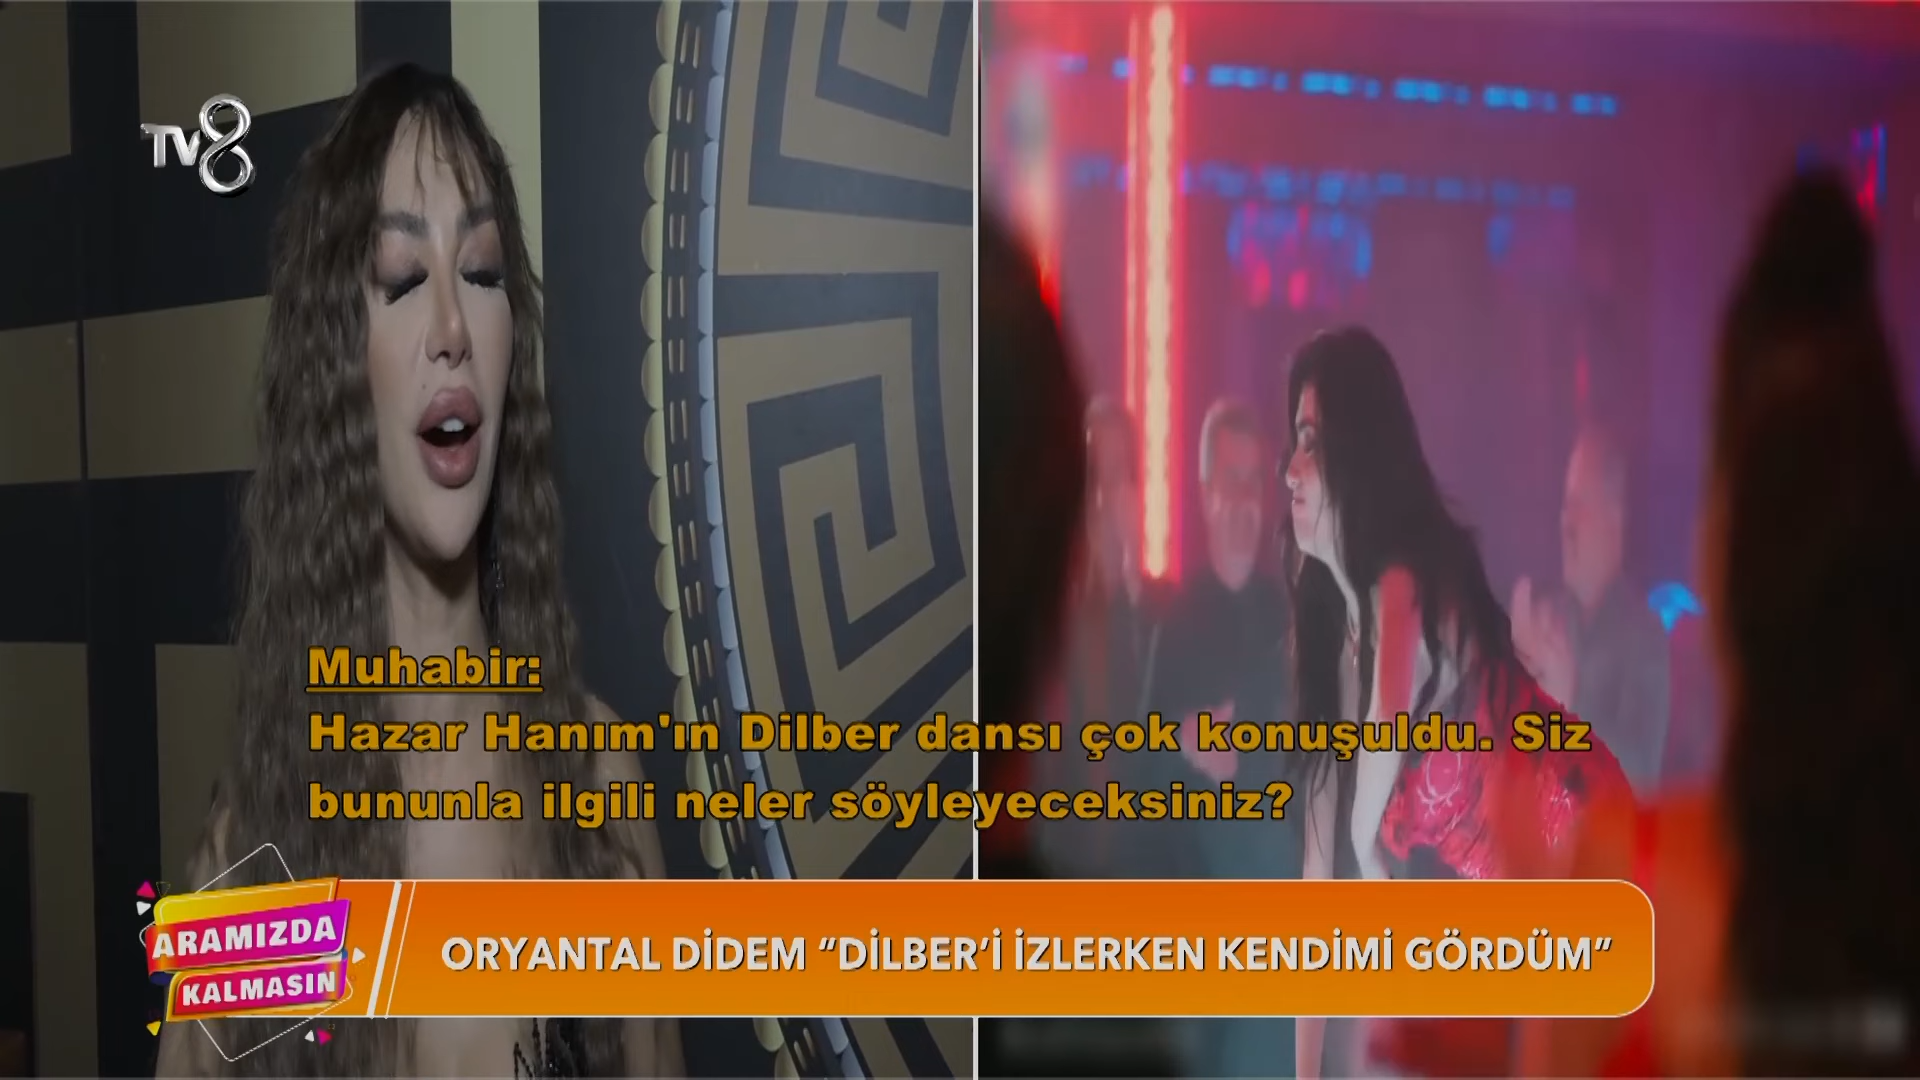 TV8
Muhabir:
Hazar Hanım'ın Dilber dansı çok konuşuldu. Siz
bununla ilgili neler söyleyeceksiniz?
ARAMIZDA
KALMASIN
ORYANTAL DİDEM “DİLBER’İ İZLERKEN KENDİMİ GÖRDÜM”